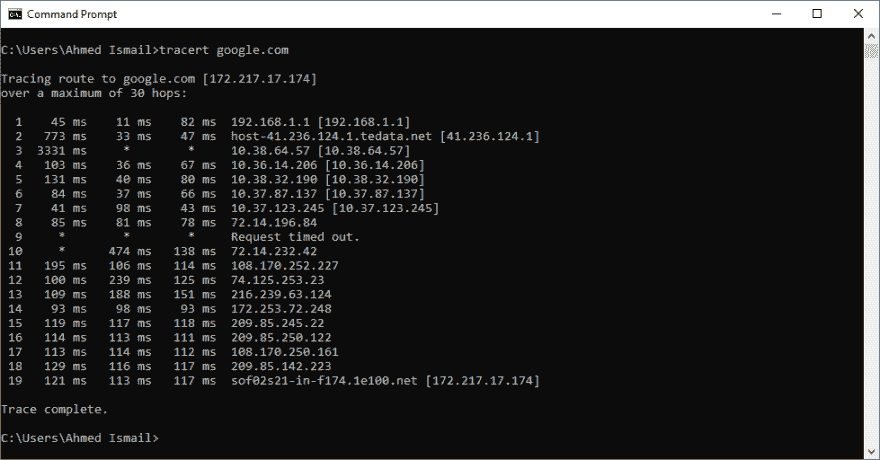 Command Prompt
C:\Users\Ahmed Ismail>tracert google.com
Tracing route to google.com [172.217.17.174]
over a maximum of 30 hops:
1 45 ms 11 ms 82 ms 192.168.1.1 [192.168.1.1]
2 773 ms 33 ms 47 ms host-41.236.124.1.tedata.net [41.236.124.1]
3 3331 ms * * 10.38.64.57 [10.38.64.57]
4 103 ms 36 ms 67 ms 10.36.14.206 [10.36.14.206]
5 131 ms 40 ms 80 ms 10.38.32.190 [10.38.32.190]
6 84 ms 37 ms 66 ms 10.37.87.137 [10.37.87.137]
7 41 ms 98 ms 43 ms 10.37.123.245 [10.37.123.245]
8 85 ms 81 ms 78 ms 72.14.196.84
9 * * * Request timed out.
10 * 474 ms 138 ms 72.14.232.42
11 195 ms 106 ms 114 ms 108.170.252.227
12 100 ms 239 ms 125 ms 74.125.253.23
13 109 ms 188 ms 151 ms 216.239.63.124
14 93 ms 98 ms 93 ms 172.253.72.248
15 119 ms 117 ms 118 ms 209.85.245.22
16 114 ms 113 ms 111 ms 209.85.250.122
17 113 ms 114 ms 112 ms 108.170.250.161
18 129 ms 116 ms 117 ms 209.85.142.223
19 121 ms 113 ms 117 ms sof02s21-in-f174.1e100.net [172.217.17.174]
Trace complete.
C:\Users\Ahmed Ismail>